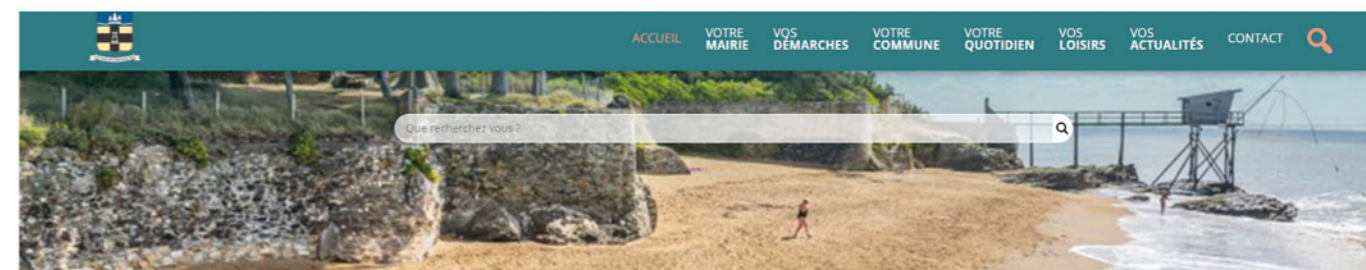 ACCUEIL
VOTRE
MAIRIE
VOS
DÉMARCHES
VOTRE
COMMUNE
VOTRE
QUOTIDIEN
VOS
LOISIRS
VOS
ACTUALITÉS
CONTACT
Que recherchez vous ?